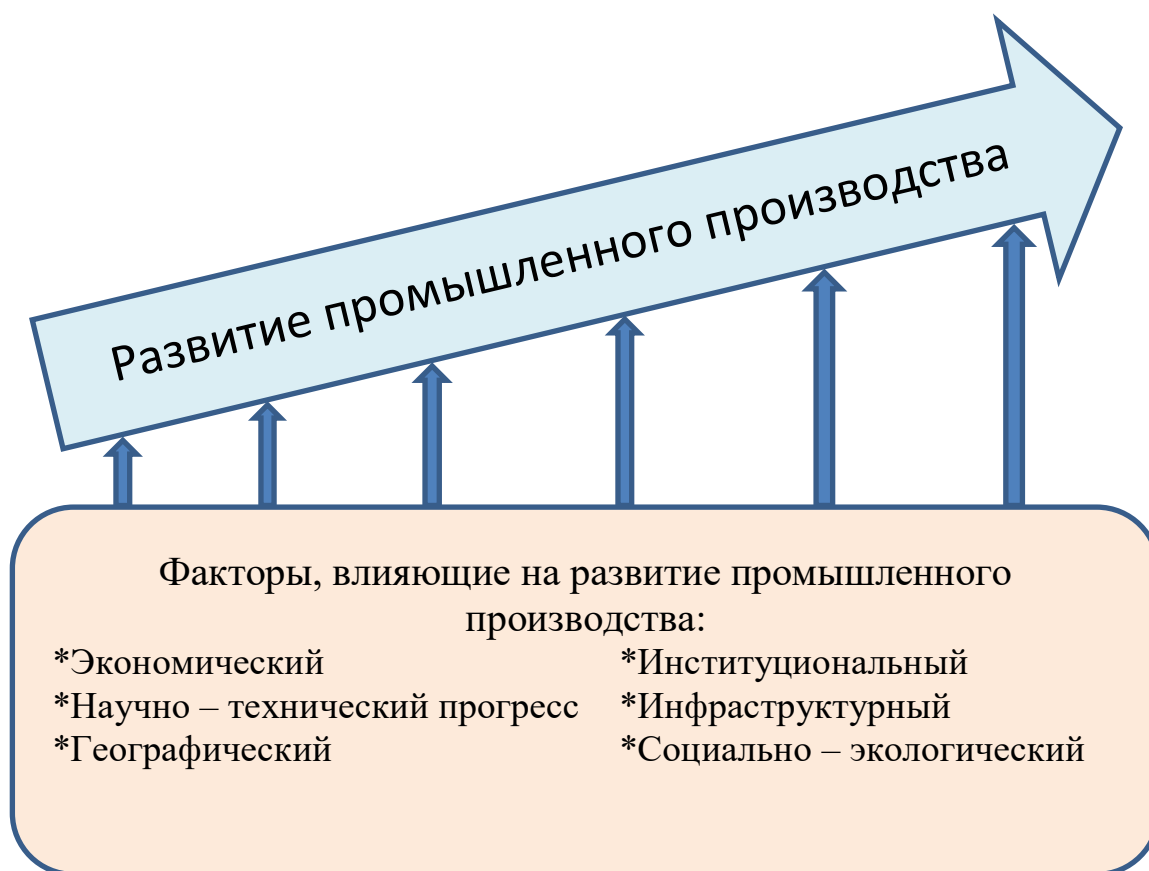 Развитие промышленного производства
Факторы, влияющие на развитие промышленного
производства:
*Экономический
*Научно – технический прогресс
*Географический
*Институциональный
*Инфраструктурный
*Социально – экологический